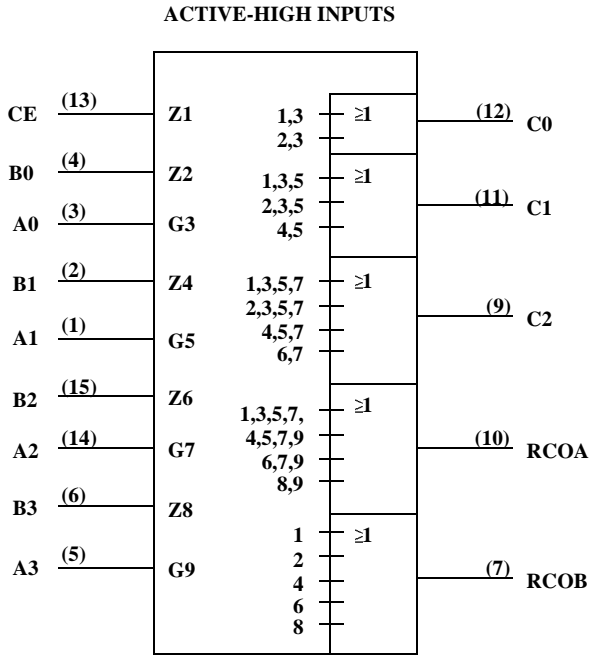 ACTIVE-HIGH INPUTS
CE (13) Z1 1,3 ≥1 (12) C0
2,3
B0 (4) Z2 1,3,5 ≥1
2,3,5 (11) C1
A0 (3) G3 4,5
B1 (2) Z4 1,3,5,7 ≥1
2,3,5,7 (9) C2
A1 (1) G5 4,5,7
6,7
B2 (15) Z6 1,3,5,7, ≥1
A2 (14) G7 4,5,7,9 (10) RCOA
6,7,9
8,9
B3 (6) Z8
1 ≥1
A3 (5) G9 2 (7) RCOB
4
6
8